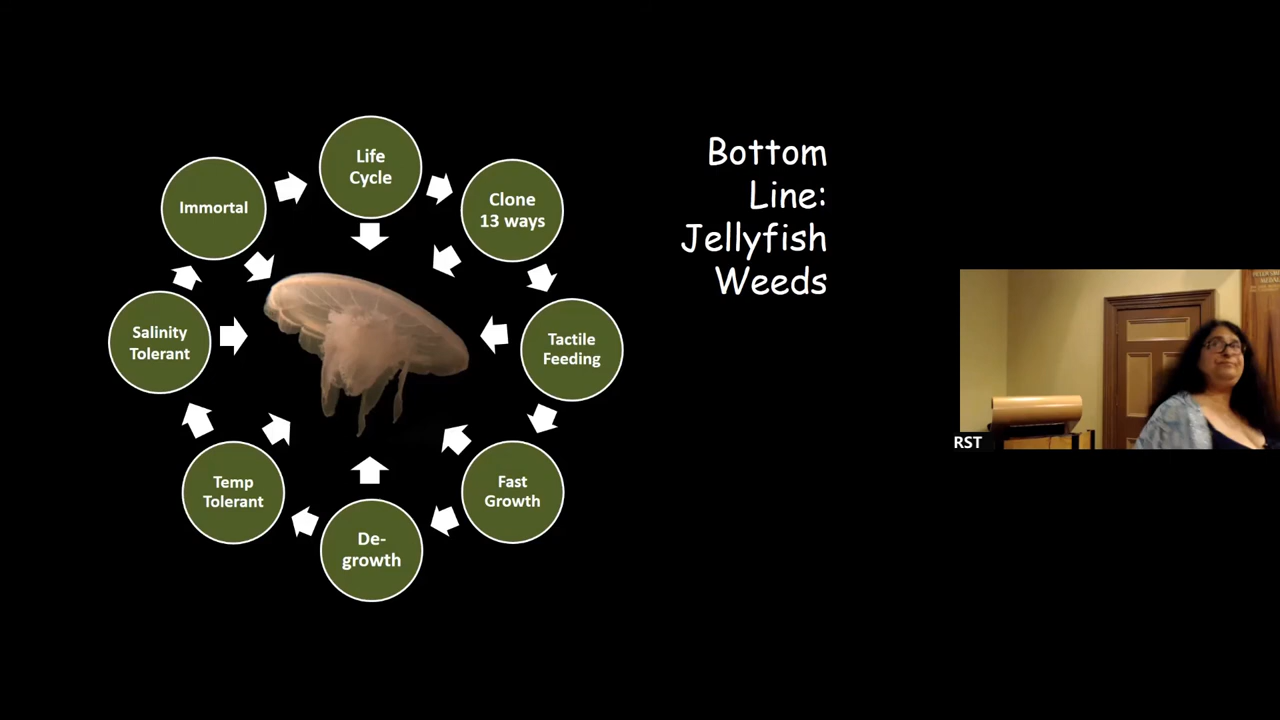 Life
Cycle
Clone
13 ways
Tactile
Feeding
Fast
Growth
De-
growth
Temp
Tolerant
Salinity
Tolerant
Immortal
Bottom
Line:
Jellyfish
Weeds
RST